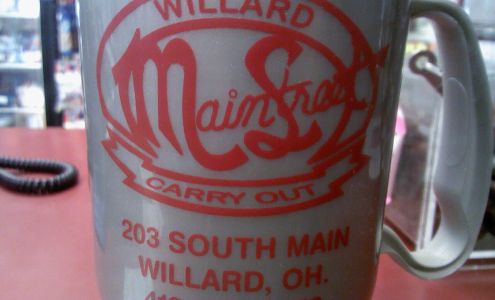 WILLARD
Main Street
CARRY OUT
203 SOUTH MAIN
WILLARD, OH.